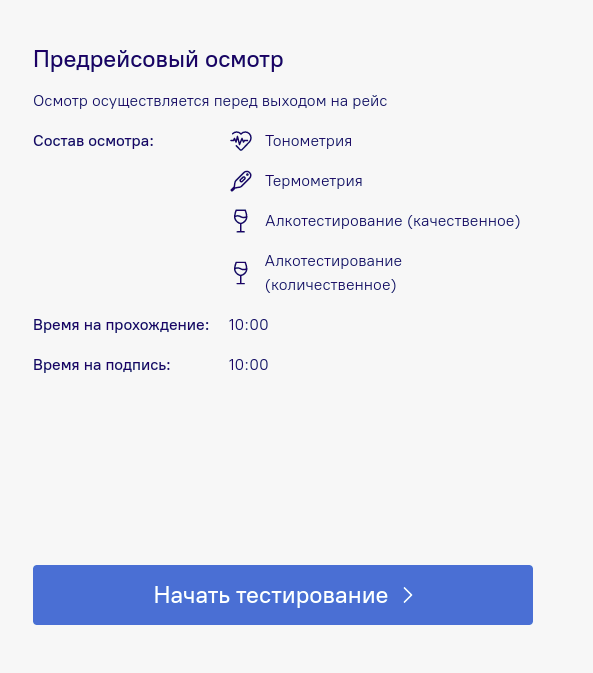 Предрейсовый осмотр
Осмотр осуществляется перед выходом на рейс
Состав осмотра:
Тонометрия
Термометрия
Алкотестирование (качественное)
Алкотестирование
(количественное)
Время на прохождение: 10:00
Время на подпись: 10:00
Начать тестирование